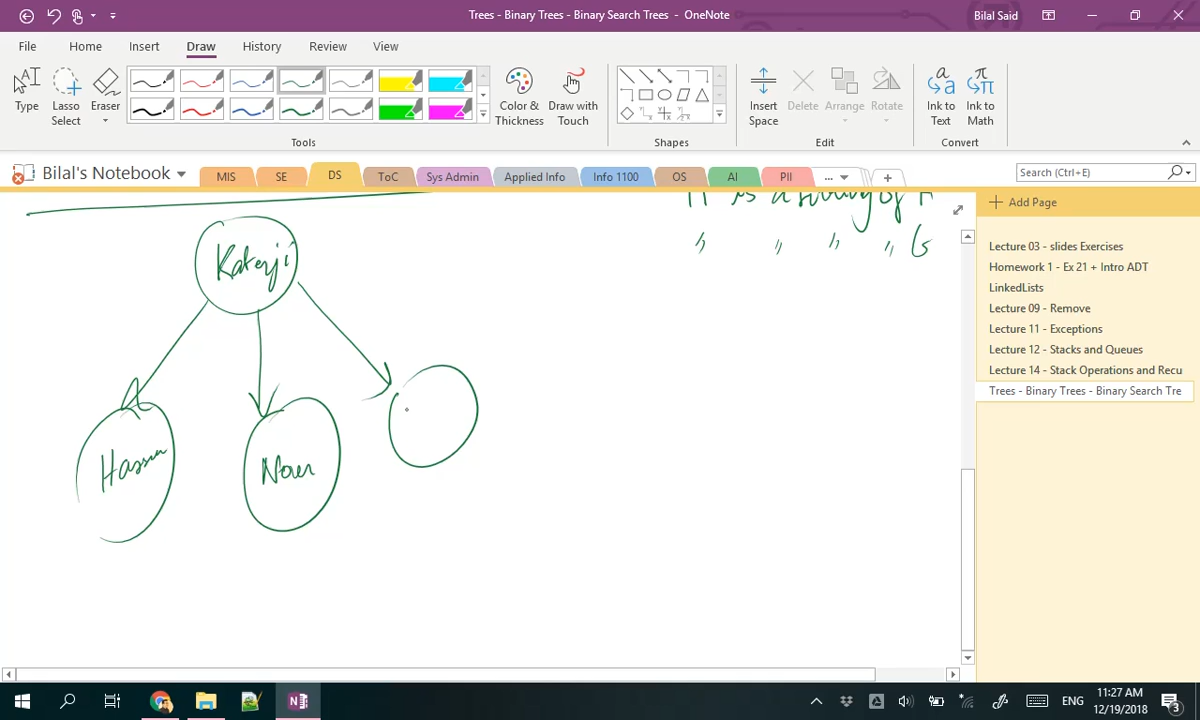 Trees - Binary Trees - Binary Search Trees - OneNote
Bilal Said
File Home Insert Draw History Review View
Type
Lasso Select
Eraser
Color & Thickness
Draw with Touch
Insert Space
Delete
Arrange
Rotate
Ink to Text
Ink to Math
Tools
Shapes
Edit
Convert
Bilal's Notebook
MIS SE DS ToC Sys Admin Applied Info Info 1100 OS AI PII ... +
Search (Ctrl+E)
Add Page
Lecture 03 - slides Exercises
Homework 1 - Ex 21 + Intro ADT
LinkedLists
Lecture 09 - Remove
Lecture 11 - Exceptions
Lecture 12 - Stacks and Queues
Lecture 14 - Stack Operations and Recu
Trees - Binary Trees - Binary Search Tre
is a of
" " " " G
Katerji
Hassan
Nour
ENG
11:27 AM
12/19/2018
3